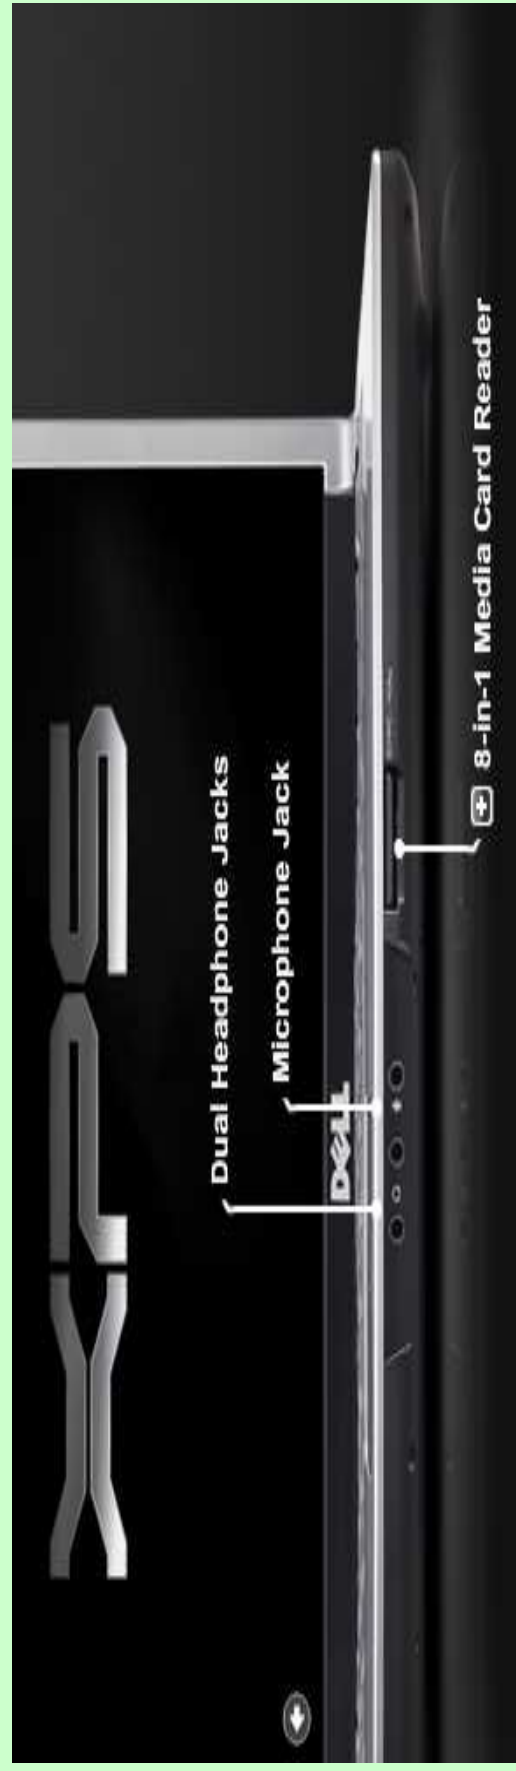 XPS
Dual Headphone Jacks
Microphone Jack
DELL
8-in-1 Media Card Reader